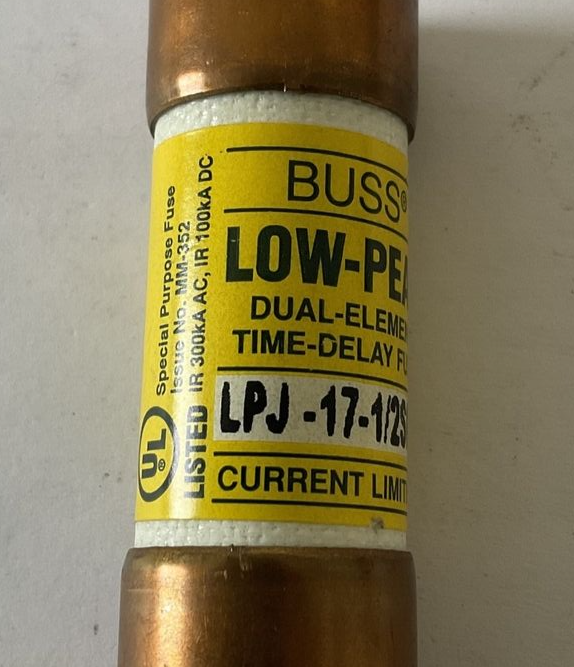 BUSS®
LOW-PEA
DUAL-ELEME
TIME-DELAY FU
LPJ-17-1/2S
CURRENT LIMIT
Special Purpose Fuse
Issue No. MM-352
LISTED IR 300kA AC, IR 100kA DC
UL®